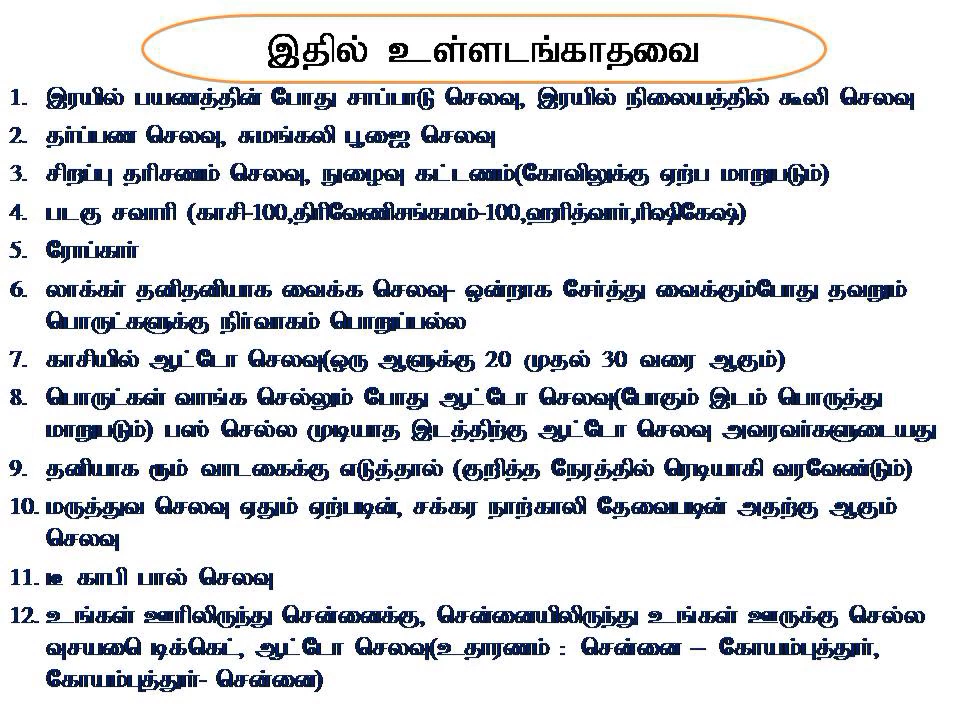 இதில் உள்ளடங்காதவை
1. இரயில் பயணத்தின் போது சாப்பாடு செலவு, இரயில் நிலையத்தில் கூலி செலவு
2. தர்ப்பண செலவு, சுமங்கலி பூஜை செலவு
3. சிறப்பு தரிசணம் செலவு, நுழைவு கட்டணம்(கோவிலுக்கு ஏற்ப மாறுபடும்)
4. படகு சவாரி (காசி-100,திரிவேணிசங்கமம்-100,ஹரித்வார்,ரிஷிகேஷ்)
5. ரோப்கார்
6. லாக்கர் தனிதனியாக வைக்க செலவு- ஒன்றாக சேர்த்து வைக்கும்போது தவறும்
பொருட்களுக்கு நிர்வாகம் பொறுப்பல்ல
7. காசியில் ஆட்டோ செலவு(ஒரு ஆளுக்கு 20 முதல் 30 வரை ஆகும்)
8. பொருட்கள் வாங்க செல்லும் போது ஆட்டோ செலவு(போகும் இடம் பொருத்து
மாறுபடும்) பஸ் செல்ல முடியாத இடத்திற்கு ஆட்டோ செலவு அவரவர்களுடையது
9. தனியாக ரூம் வாடகைக்கு எடுத்தால் (குறித்த நேரத்தில் ரெடியாகி வரவேண்டும்)
10. மருத்துவ செலவு ஏதும் ஏற்படின், சக்கர நாற்காலி தேவைபடின் அதற்கு ஆகும்
செலவு
11. டீ காபி பால் செலவு
12. உங்கள் ஊரிலிருந்து சென்னைக்கு, சென்னையிலிருந்து உங்கள் ஊருக்கு செல்ல
டிக்கெட், ஆட்டோ செலவு(உதாரணம் : சென்னை – கோயம்புத்தூர்,
கோயம்புத்தூர்- சென்னை)